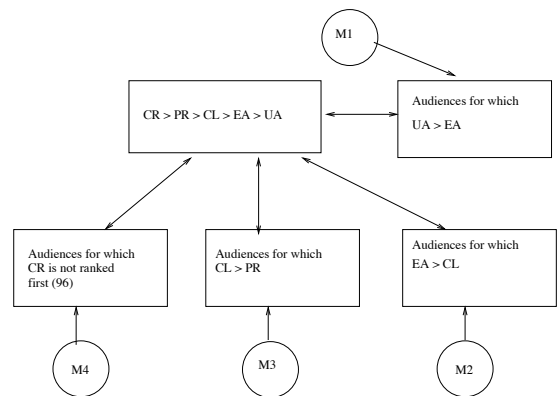 M1
CR > PR > CL > EA > UA
Audiences for which
UA > EA
Audiences for which
CR is not ranked
first (96)
Audiences for which
CL > PR
Audiences for which
EA > CL
M4
M3
M2